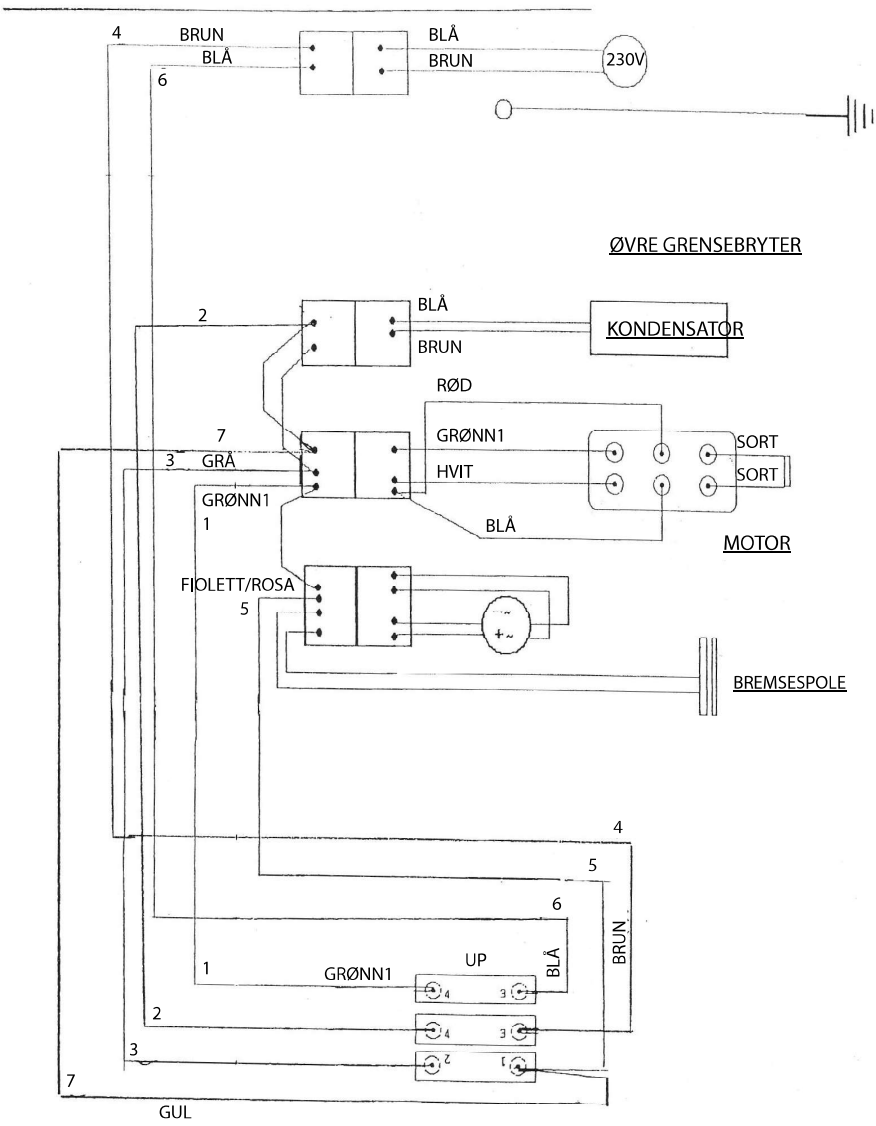 4
BRUN
BLÅ
BLÅ
6
BRUN
230V
ØVRE GRENSEBRYTER
2
BLÅ
KONDENSATOR
BRUN
RØD
7
GRØNN1
SORT
3
GRÅ
HVIT
SORT
GRØNN1
1
BLÅ
MOTOR
FIOLETT/ROSA
5
~
+~
BREMSESPOLE
4
5
6
BRUN
BLÅ
UP
1
GRØNN1
4 3
2
4 3
3
2 1
7
GUL